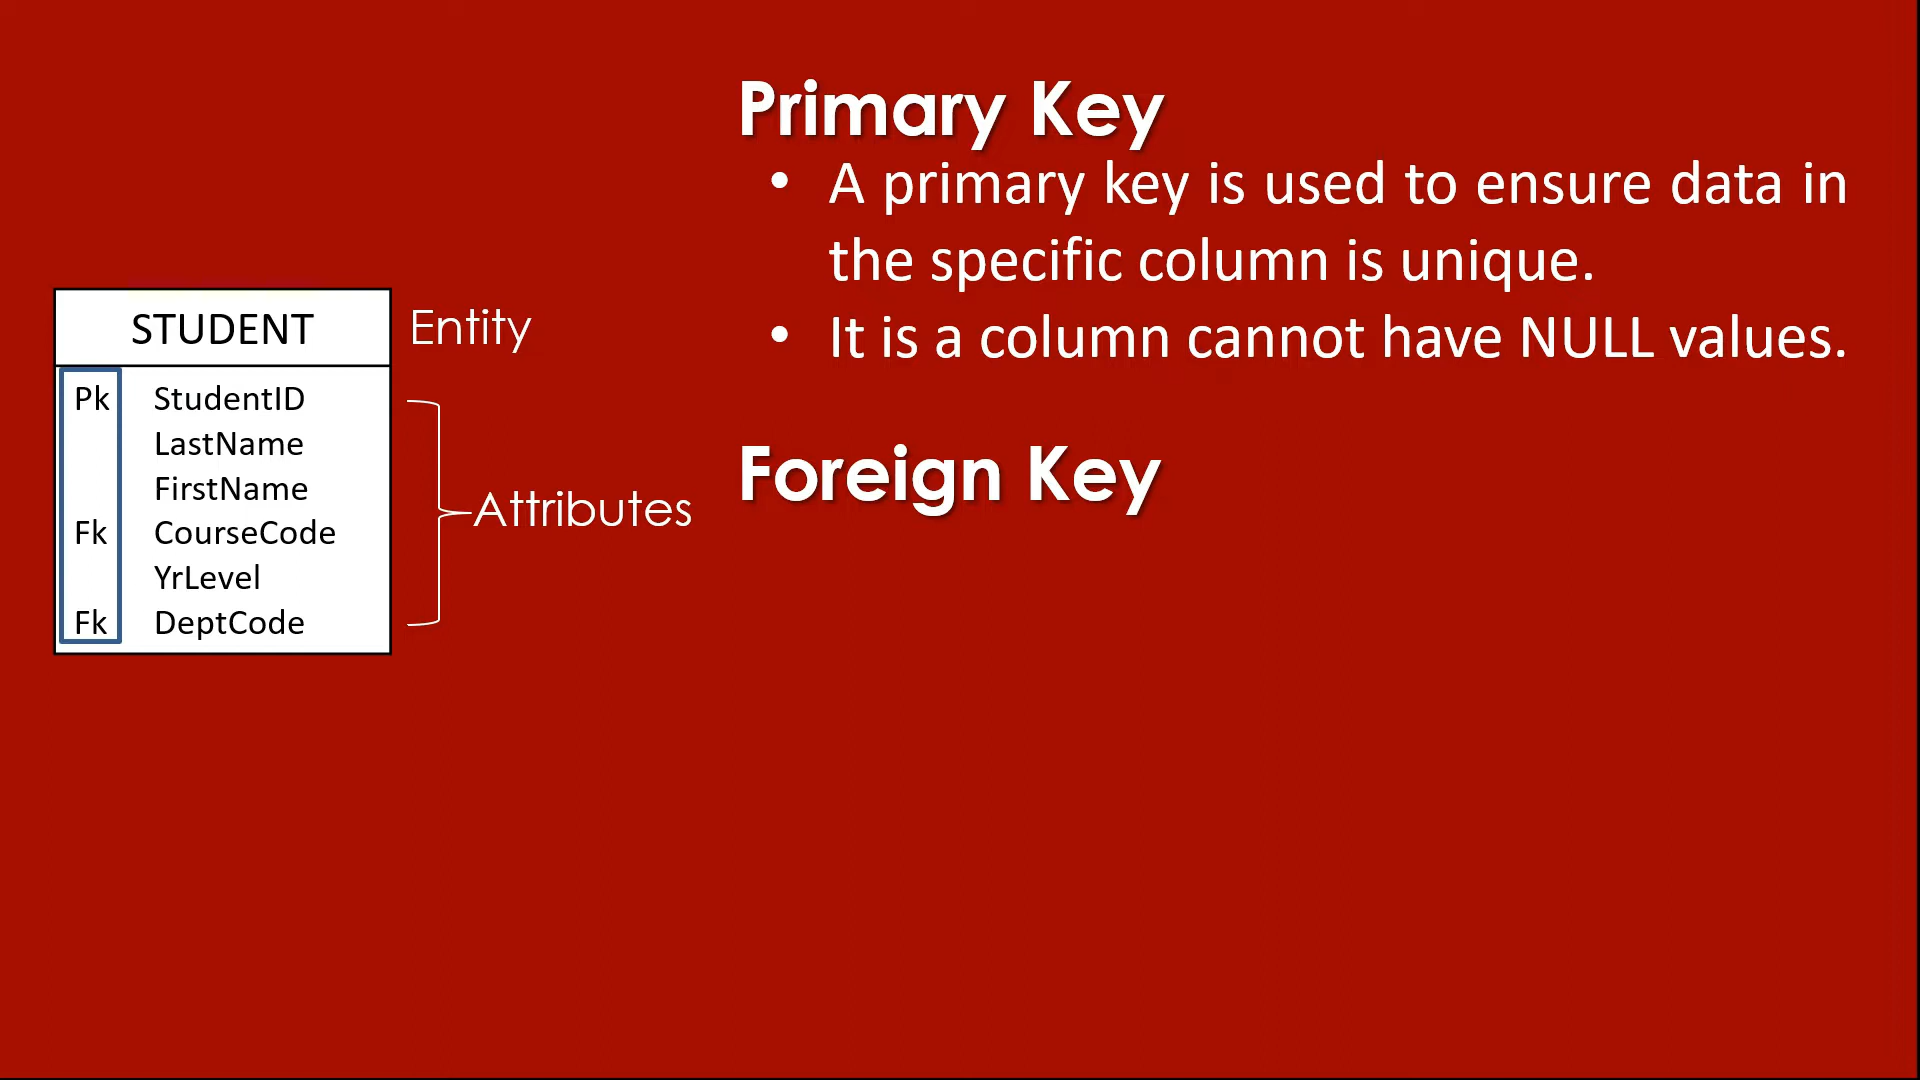 STUDENT
Pk StudentID
LastName
FirstName
Fk CourseCode
YrLevel
Fk DeptCode
Entity
Attributes
Primary Key
• A primary key is used to ensure data in
the specific column is unique.
• It is a column cannot have NULL values.
Foreign Key